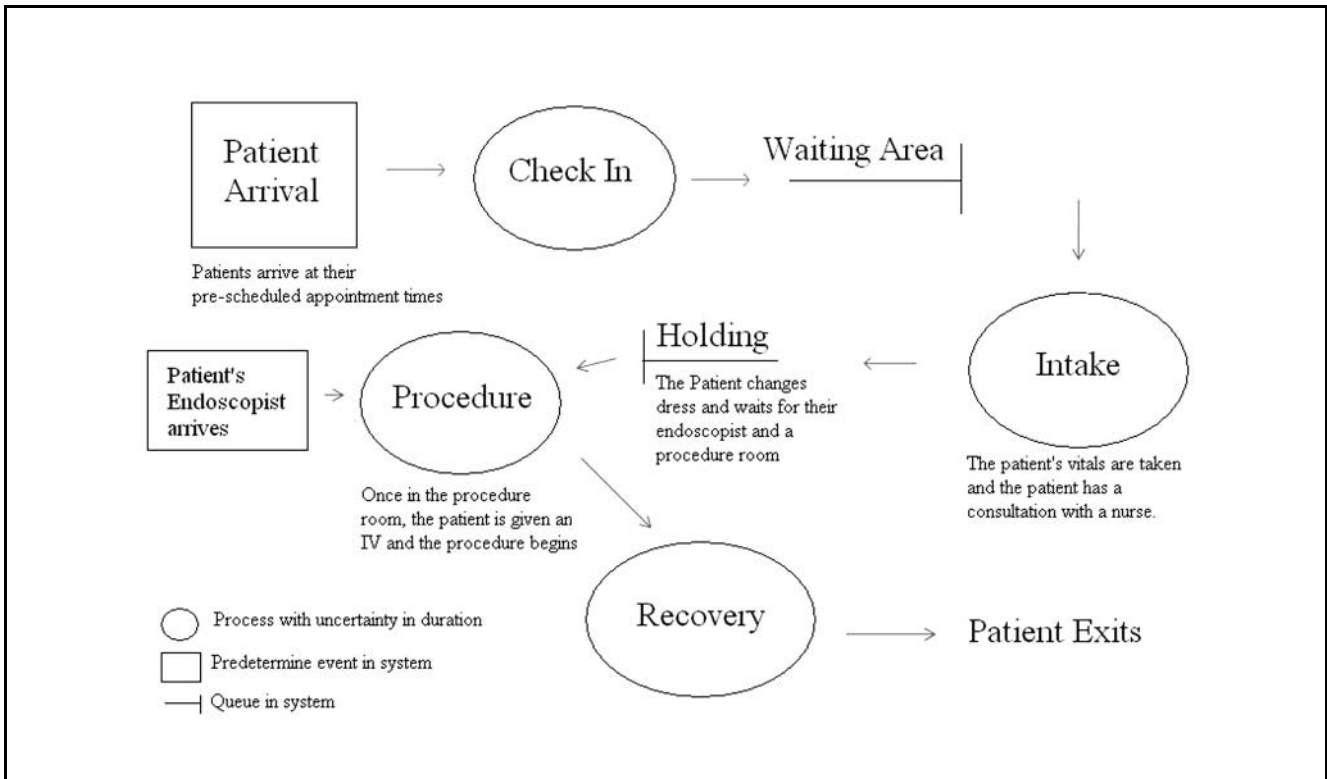 Patient
Arrival
Check In
Waiting Area
Patients arrive at their
pre-scheduled appointment times
Intake
The patient's vitals are taken
and the patient has a
consultation with a nurse.
Holding
The Patient changes
dress and waits for their
endoscopist and a
procedure room
Patient's
Endoscopist
arrives
Procedure
Once in the procedure
room, the patient is given an
IV and the procedure begins
Recovery
Patient Exits
Process with uncertainty in duration
Predetermine event in system
Queue in system